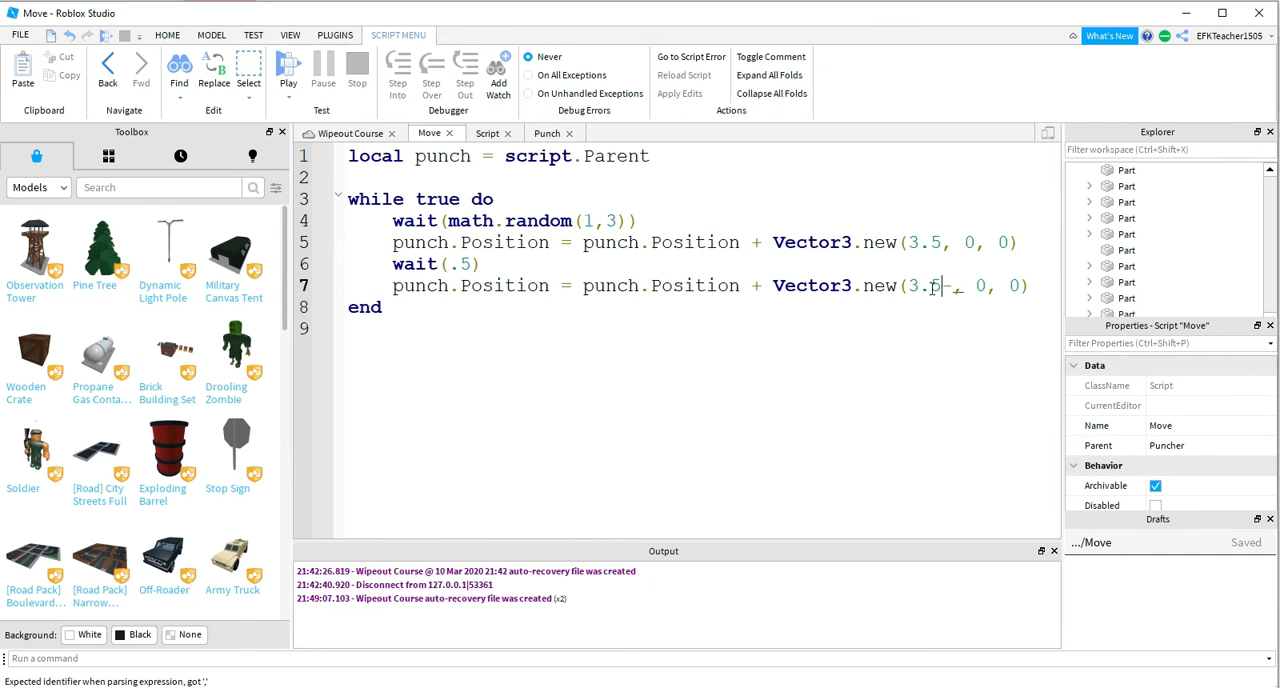 Move - Roblox Studio
FILE HOME MODEL TEST VIEW PLUGINS SCRIPT MENU What's New EFKTeacher1505
Paste Cut Copy Back Fwd Find Replace Select Play Pause Stop Step Into Step Over Step Out Add Watch
Never
On All Exceptions
On Unhandled Exceptions
Go to Script Error Toggle Comment
Reload Script Expand All Folds
Apply Edits Collapse All Folds
Clipboard Navigate Edit Test Debugger Debug Errors Actions
Toolbox
Models Search
Observation Tower
Pine Tree
Dynamic Light Pole
Military Canvas Tent
Wooden Crate
Propane Gas Conta...
Brick Building Set
Drooling Zombie
Soldier
[Road] City Streets Full
Exploding Barrel
Stop Sign
[Road Pack] Boulevard...
[Road Pack] Narrow...
Off-Roader
Army Truck
Background: White Black None
Wipeout Course Move Script Punch
1 local punch = script.Parent
2
3 while true do
4 wait(math.random(1,3))
5 punch.Position = punch.Position + Vector3.new(3.5, 0, 0)
6 wait(.5)
7 punch.Position = punch.Position + Vector3.new(3.5-, 0, 0)
8 end
9
Output
21:42:26.819 - Wipeout Course @ 10 Mar 2020 21:42 auto-recovery file was created
21:42:40.920 - Disconnect from 127.0.0.1|53361
21:49:07.103 - Wipeout Course auto-recovery file was created (x2)
Explorer
Filter workspace (Ctrl+Shift+X)
Part
Part
Part
Part
Part
Part
Part
Part
Part
Part
Properties - Script "Move"
Filter Properties (Ctrl+Shift+P)
Data
ClassName Script
CurrentEditor
Name Move
Parent Puncher
Behavior
Archivable
Disabled
Drafts
.../Move Saved
Run a command
Expected identifier when parsing expression, got ','